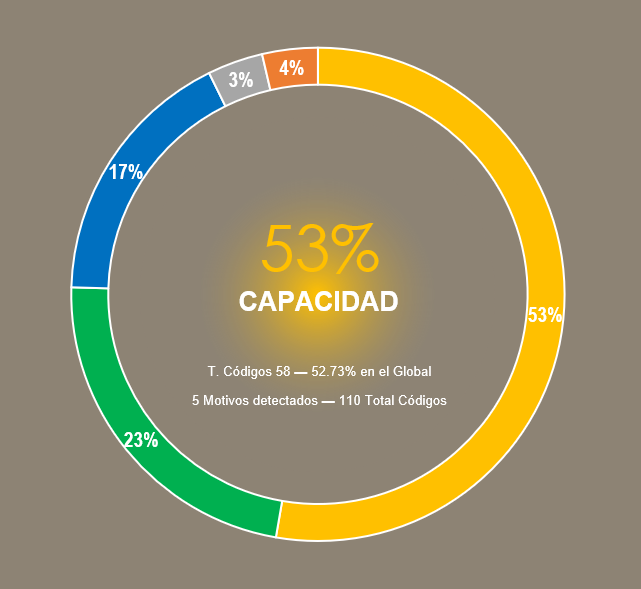 3%
4%
17%
53%
CAPACIDAD
53%
T. Códigos 58 — 52.73% en el Global
5 Motivos detectados — 110 Total Códigos
23%